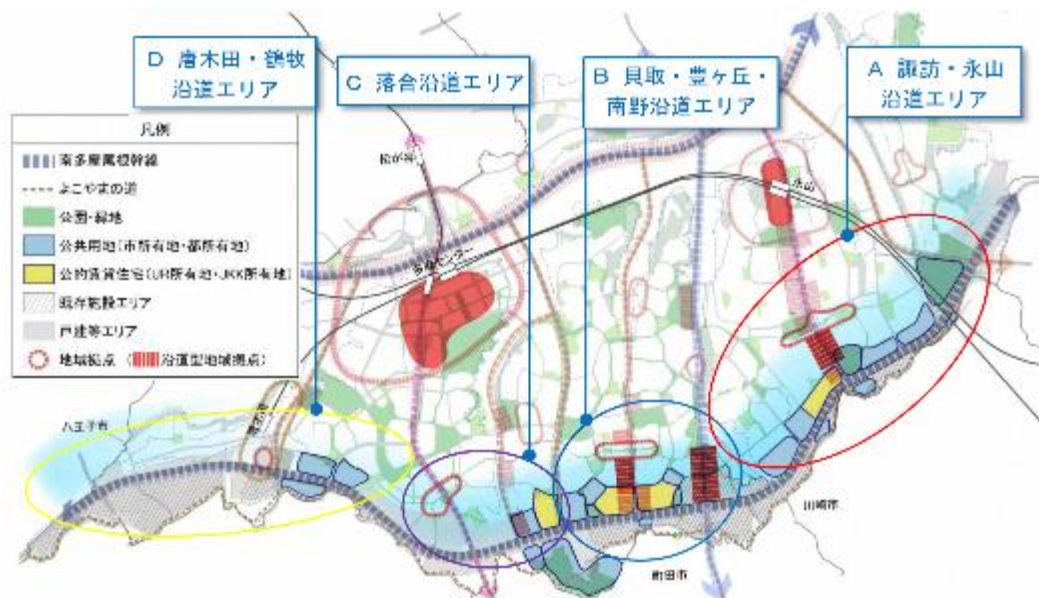 D 唐木田・鶴牧
沿道エリア
C 落合沿道エリア
B 貝取・豊ヶ丘・
南野沿道エリア
A 諏訪・永山
沿道エリア
凡例
南多摩尾根幹線
よこやまの道
公園・緑地
公共用地（市所有地・都所有地）
公的賃貸住宅（UR所有地・JKK所有地）
既存施設エリア
戸建等エリア
地域拠点（沿道型地域拠点）
松が谷
永山
多摩センター
唐木田
八王子市
川崎市
町田市